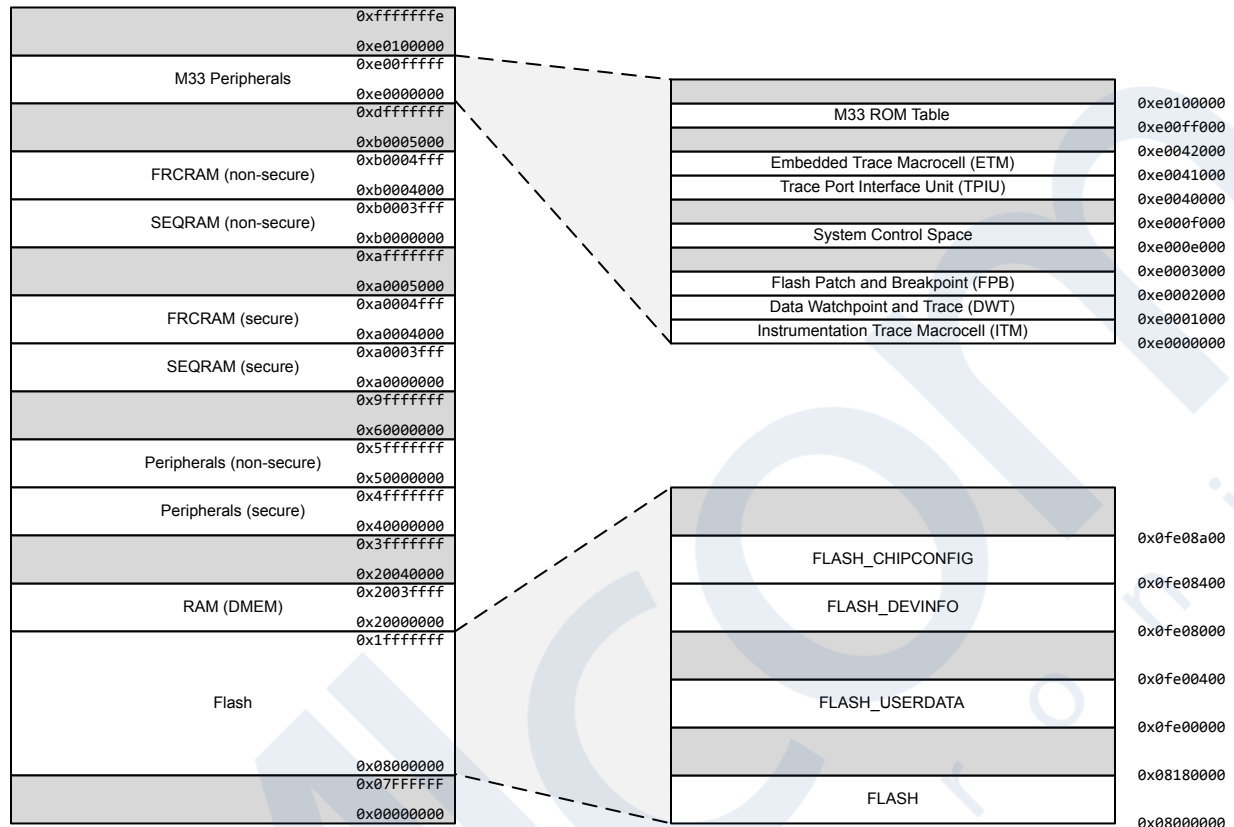 0xfffffffe
0xe0100000
0xe00fffff
M33 Peripherals
0xe0000000
0xdfffffff
0xb0005000
0xb0004fff
FRCRAM (non-secure)
0xb0004000
0xb0003fff
SEQRAM (non-secure)
0xb0000000
0xafffffff
0xa0005000
0xa0004fff
FRCRAM (secure)
0xa0004000
0xa0003fff
SEQRAM (secure)
0xa0000000
0x9fffffff
0x60000000
0x5fffffff
Peripherals (non-secure)
0x50000000
0x4fffffff
Peripherals (secure)
0x40000000
0x3fffffff
0x20040000
0x2003ffff
RAM (DMEM)
0x20000000
0x1fffffff
Flash
0x08000000
0x07FFFFFF
0x00000000
0xe0100000
M33 ROM Table
0xe00ff000
0xe0042000
Embedded Trace Macrocell (ETM)
0xe0041000
Trace Port Interface Unit (TPIU)
0xe0040000
0xe000f000
System Control Space
0xe000e000
0xe0003000
Flash Patch and Breakpoint (FPB)
0xe0002000
Data Watchpoint and Trace (DWT)
0xe0001000
Instrumentation Trace Macrocell (ITM)
0xe0000000
0x0fe08a00
FLASH_CHIPCONFIG
0x0fe08400
FLASH_DEVINFO
0x0fe08000
0x0fe00400
FLASH_USERDATA
0x0fe00000
0x08180000
FLASH
0x08000000